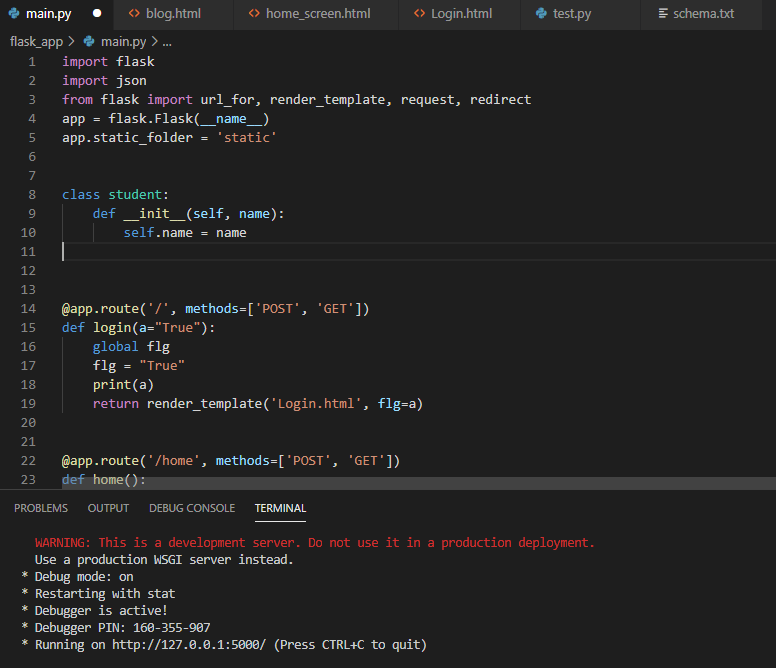 main.py blog.html home_screen.html Login.html test.py schema.txt
flask_app > main.py > ...
1 import flask
2 import json
3 from flask import url_for, render_template, request, redirect
4 app = flask.Flask(__name__)
5 app.static_folder = 'static'
6
7
8 class student:
9     def __init__(self, name):
10         self.name = name
11
12
13
14 @app.route('/', methods=['POST', 'GET'])
15 def login(a="True"):
16     global flg
17     flg = "True"
18     print(a)
19     return render_template('Login.html', flg=a)
20
21
22 @app.route('/home', methods=['POST', 'GET'])
23 def home():
PROBLEMS OUTPUT DEBUG CONSOLE TERMINAL
WARNING: This is a development server. Do not use it in a production deployment.
Use a production WSGI server instead.
* Debug mode: on
* Restarting with stat
* Debugger is active!
* Debugger PIN: 160-355-907
* Running on http://127.0.0.1:5000/ (Press CTRL+C to quit)